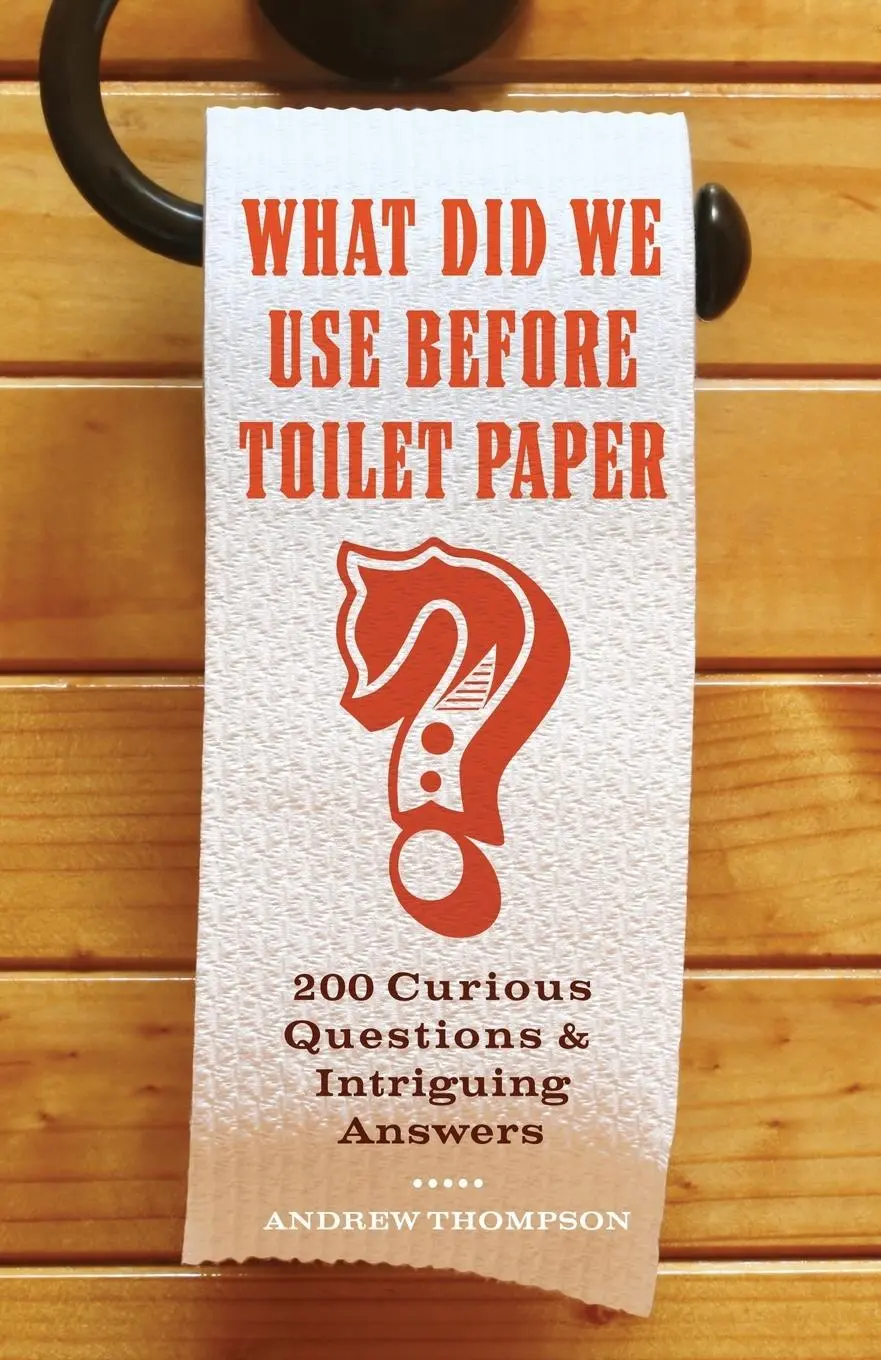 WHAT DID WE
USE BEFORE
TOILET PAPER
?
200 Curious
Questions &
Intriguing
Answers
.....
ANDREW THOMPSON